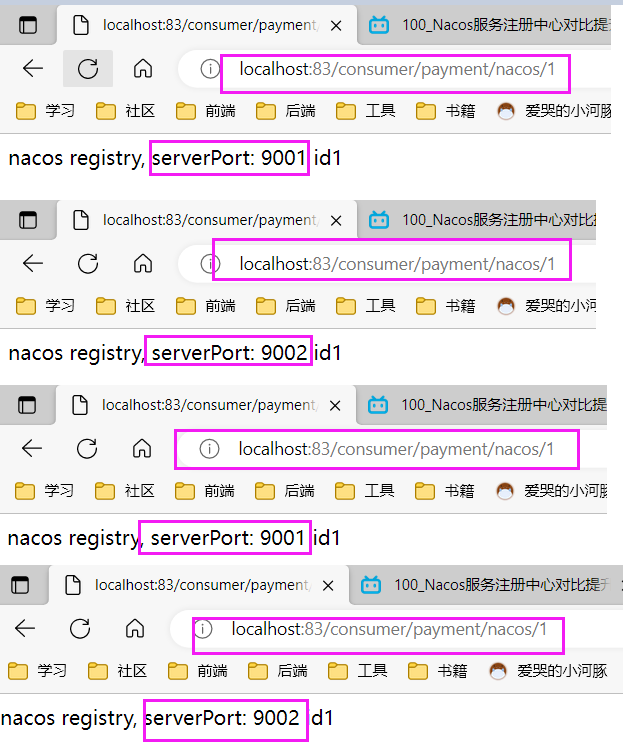 localhost:83/consumer/payment/ 100_Nacos服务注册中心对比提升
localhost:83/consumer/payment/nacos/1
学习 社区 前端 后端 工具 书籍 爱哭的小河豚
nacos registry, serverPort: 9001 id1
localhost:83/consumer/payment/ 100_Nacos服务注册中心对比
localhost:83/consumer/payment/nacos/1
学习 社区 前端 后端 工具 书籍 爱哭的小河
nacos registry, serverPort: 9002 id1
localhost:83/consumer/payment/ 100_Nacos服务注册中心对比提
localhost:83/consumer/payment/nacos/1
学习 社区 前端 后端 工具 书籍 爱哭的小河豚
nacos registry, serverPort: 9001 id1
localhost:83/consumer/payment/ 100_Nacos服务注册中心对比提升
localhost:83/consumer/payment/nacos/1
学习 社区 前端 后端 工具 书籍 爱哭的小河豚
nacos registry, serverPort: 9002 id1